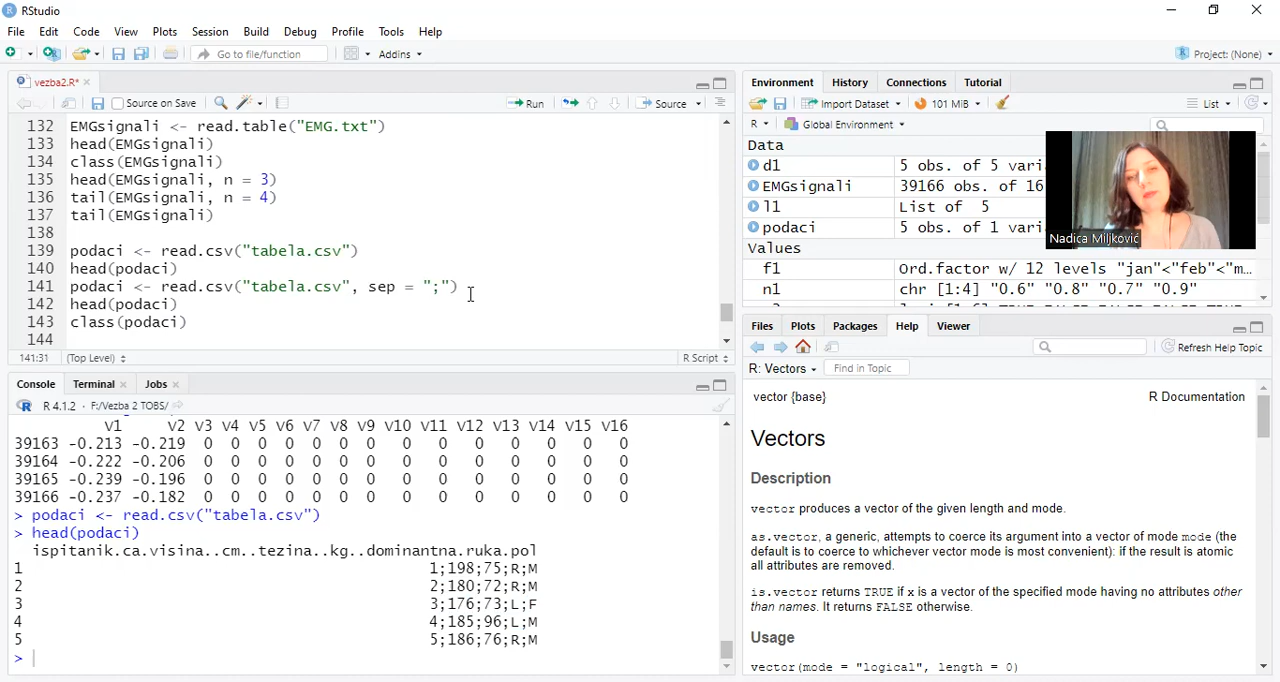 RStudio
File Edit Code View Plots Session Build Debug Profile Tools Help
Go to file/function Addins Project: (None)
vezba2.R*
Source on Save Run Source
132 EMGsignali <- read.table("EMG.txt")
133 head(EMGsignali)
134 class(EMGsignali)
135 head(EMGsignali, n = 3)
136 tail(EMGsignali, n = 4)
137 tail(EMGsignali)
138
139 podaci <- read.csv("tabela.csv")
140 head(podaci)
141 podaci <- read.csv("tabela.csv", sep = ";")
142 head(podaci)
143 class(podaci)
144
141:31 (Top Level) R Script
Console Terminal Jobs
R 4.1.2 · F:/Vezba 2 TOBS/
V1 V2 V3 V4 V5 V6 V7 V8 V9 V10 V11 V12 V13 V14 V15 V16
39163 -0.213 -0.219 0 0 0 0 0 0 0 0 0 0 0 0 0 0
39164 -0.222 -0.206 0 0 0 0 0 0 0 0 0 0 0 0 0 0
39165 -0.239 -0.196 0 0 0 0 0 0 0 0 0 0 0 0 0 0
39166 -0.237 -0.182 0 0 0 0 0 0 0 0 0 0 0 0 0 0
> podaci <- read.csv("tabela.csv")
> head(podaci)
ispitanik.ca.visina..cm..tezina..kg..dominantna.ruka.pol
1 1;198;75;R;M
2 2;180;72;R;M
3 3;176;73;L;F
4 4;185;96;L;M
5 5;186;76;R;M
>
Environment History Connections Tutorial
Import Dataset 101 MiB List
R Global Environment
Data
d1 5 obs. of 5 vari
EMGsignali 39166 obs. of 16
l1 List of 5
podaci 5 obs. of 1 vari
Values
f1 Ord.factor w/ 12 levels "jan"<"feb"<"m...
n1 chr [1:4] "0.6" "0.8" "0.7" "0.9"
Nadica Miljković
Files Plots Packages Help Viewer
Refresh Help Topic
R: Vectors Find in Topic
vector {base} R Documentation
Vectors
Description
vector produces a vector of the given length and mode.
as.vector, a generic, attempts to coerce its argument into a vector of mode mode (the
default is to coerce to whichever vector mode is most convenient): if the result is atomic
all attributes are removed.
is.vector returns TRUE if x is a vector of the specified mode having no attributes other
than names. It returns FALSE otherwise.
Usage
vector(mode = "logical", length = 0)